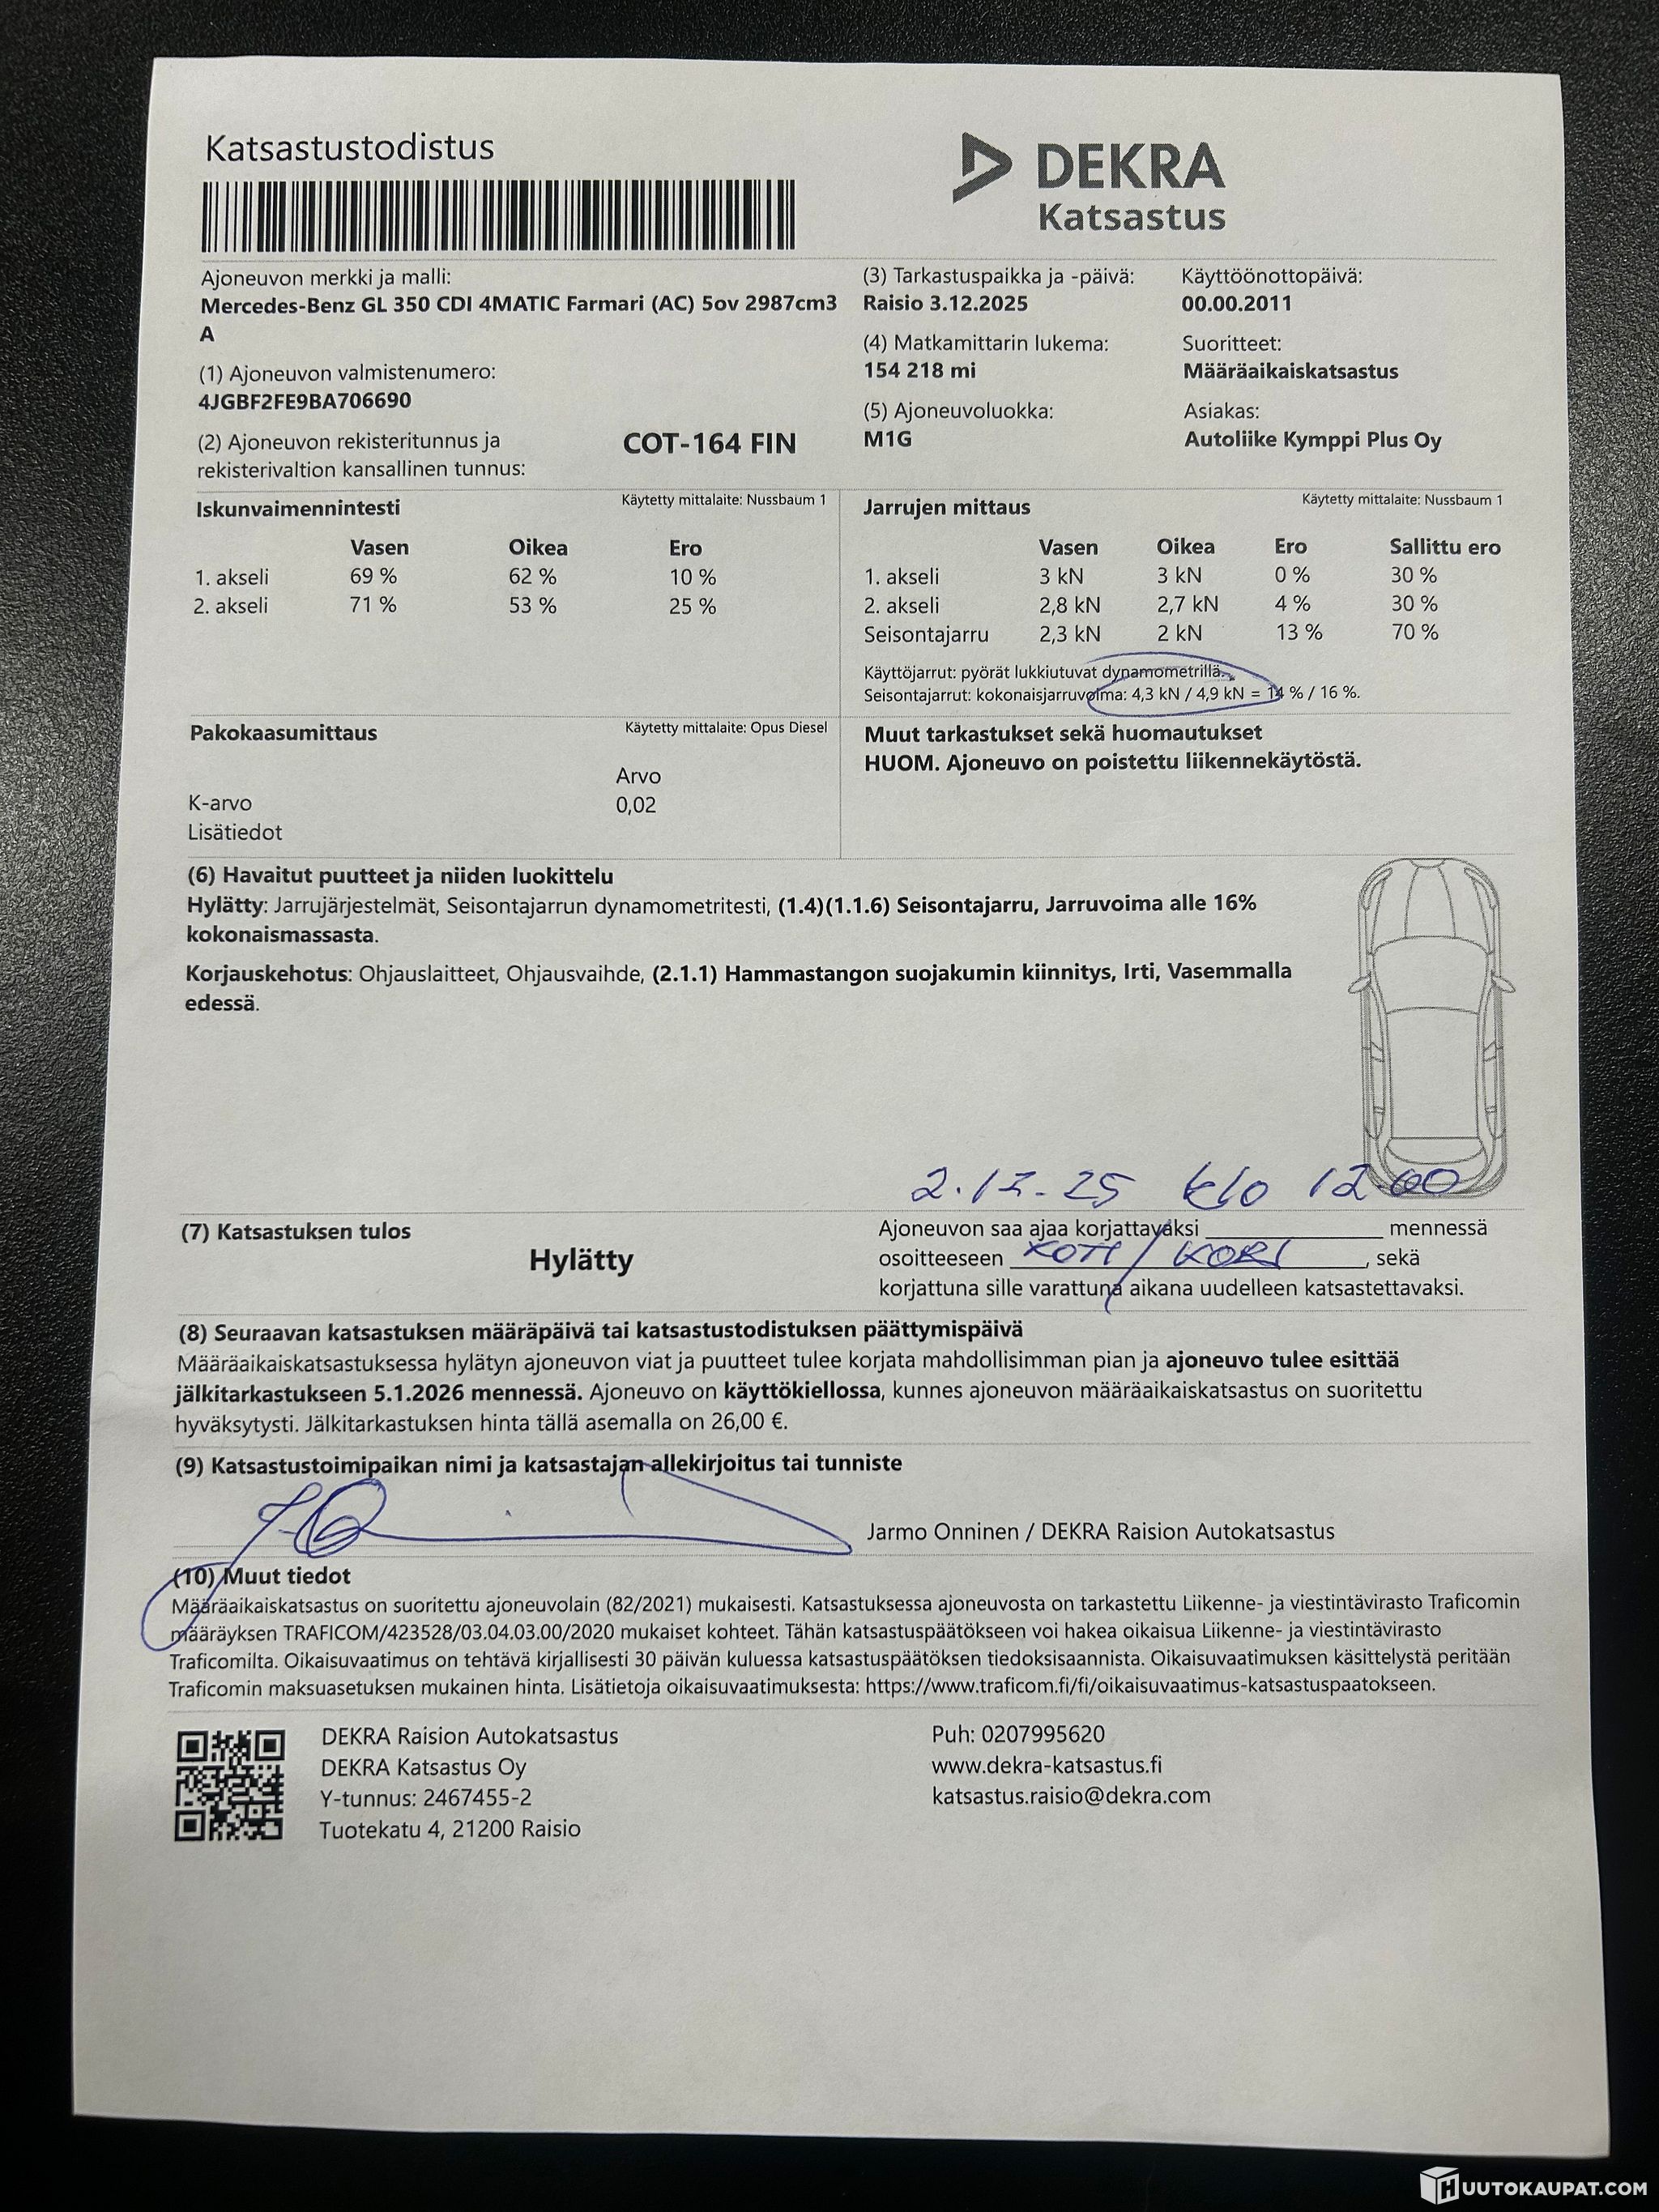 Katsastustodistus
DEKRA
Katsastus
Ajoneuvon merkki ja malli:
Mercedes-Benz GL 350 CDI 4MATIC Farmari (AC) 5ov 2987cm3
A
(1) Ajoneuvon valmistenumero:
4JGBF2FE9BA706690
(2) Ajoneuvon rekisteritunnus ja
rekisterivaltion kansallinen tunnus:
COT-164 FIN
(3) Tarkastuspaikka ja -päivä:
Raisio 3.12.2025
(4) Matkamittarin lukema:
154 218 mi
(5) Ajoneuvoluokka:
M1G
Käyttöönottopäivä:
00.00.2011
Suoritteet:
Määräaikaiskatsastus
Asiakas:
Autoliike Kymppi Plus Oy
Iskunvaimennintesti Käytetty mittalaite: Nussbaum 1
Vasen Oikea Ero
1. akseli 69 % 62 % 10 %
2. akseli 71 % 53 % 25 %
Jarrujen mittaus Käytetty mittalaite: Nussbaum 1
Vasen Oikea Ero Sallittu ero
1. akseli 3 kN 3 kN 0 % 30 %
2. akseli 2,8 kN 2,7 kN 4 % 30 %
Seisontajarru 2,3 kN 2 kN 13 % 70 %
Käyttöjarrut: pyörät lukkiutuvat dynamometrillä.
Seisontajarrut: kokonaisjarruvoima: 4,3 kN / 4,9 kN = 14 % / 16 %.
Pakokaasumittaus Käytetty mittalaite: Opus Diesel
Arvo
K-arvo 0,02
Lisätiedot
Muut tarkastukset sekä huomautukset
HUOM. Ajoneuvo on poistettu liikennekäytöstä.
(6) Havaitut puutteet ja niiden luokittelu
Hylätty: Jarrujärjestelmät, Seisontajarrun dynamometritesti, (1.4)(1.1.6) Seisontajarru, Jarruvoima alle 16%
kokonaismassasta.
Korjauskehotus: Ohjauslaitteet, Ohjausvaihde, (2.1.1) Hammastangon suojakumin kiinnitys, Irti, Vasemmalla
edessä.
(7) Katsastuksen tulos
Hylätty
klo 12.00
Ajoneuvon saa ajaa korjattavaksi mennessä
osoitteeseen KOTI / KORJ, sekä
korjattuna sille varattuna aikana uudelleen katsastettavaksi.
(8) Seuraavan katsastuksen määräpäivä tai katsastustodistuksen päättymispäivä
Määräaikaiskatsastuksessa hylätyn ajoneuvon viat ja puutteet tulee korjata mahdollisimman pian ja ajoneuvo tulee esittää
jälkitarkastukseen 5.1.2026 mennessä. Ajoneuvo on käyttökiellossa, kunnes ajoneuvon määräaikaiskatsastus on suoritettu
hyväksytysti. Jälkitarkastuksen hinta tällä asemalla on 26,00 €.
(9) Katsastustoimipaikan nimi ja katsastajan allekirjoitus tai tunniste
Jarmo Onninen / DEKRA Raision Autokatsastus
(10) Muut tiedot
Määräaikaiskatsastus on suoritettu ajoneuvolain (82/2021) mukaisesti. Katsastuksessa ajoneuvosta on tarkastettu Liikenne- ja viestintävirasto Traficomin
määräyksen TRAFICOM/423528/03.04.03.00/2020 mukaiset kohteet. Tähän katsastuspäätökseen voi hakea oikaisua Liikenne- ja viestintävirasto
Traficomilta. Oikaisuvaatimus on tehtävä kirjallisesti 30 päivän kuluessa katsastuspäätöksen tiedoksisaannista. Oikaisuvaatimuksen käsittelystä peritään
Traficomin maksuasetuksen mukainen hinta. Lisätietoja oikaisuvaatimuksesta: https://www.traficom.fi/fi/oikaisuvaatimus-katsastuspaatokseen.
DEKRA Raision Autokatsastus
DEKRA Katsastus Oy
Y-tunnus: 2467455-2
Tuotekatu 4, 21200 Raisio
Puh: 0207995620
www.dekra-katsastus.fi
katsastus.raisio@dekra.com
HUUTOKAUPAT.COM